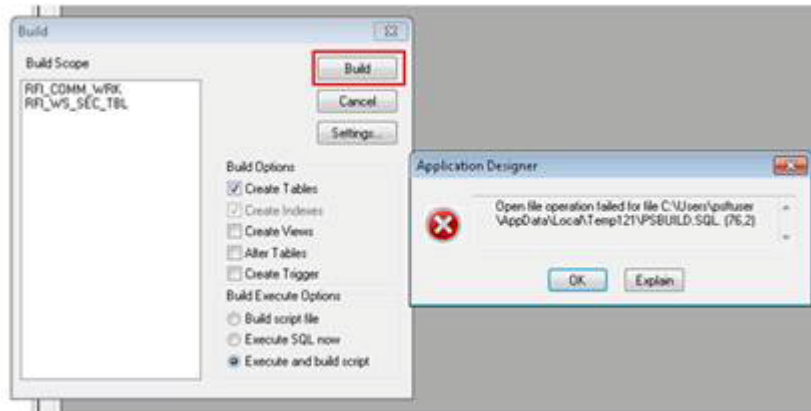 Build
Build Scope
RFI_COMM_WRK
RFI_WS_SEC_TBL
Build
Cancel
Settings...
Build Options
Create Tables
Create Indexes
Create Views
Alter Tables
Create Trigger
Build Execute Options
Build script file
Execute SQL now
Execute and build script
Application Designer
Open file operation failed for file C:\Users\psftuser
\AppData\Local\Temp121\PSBUILD.SQL. (76,2)
OK
Explain